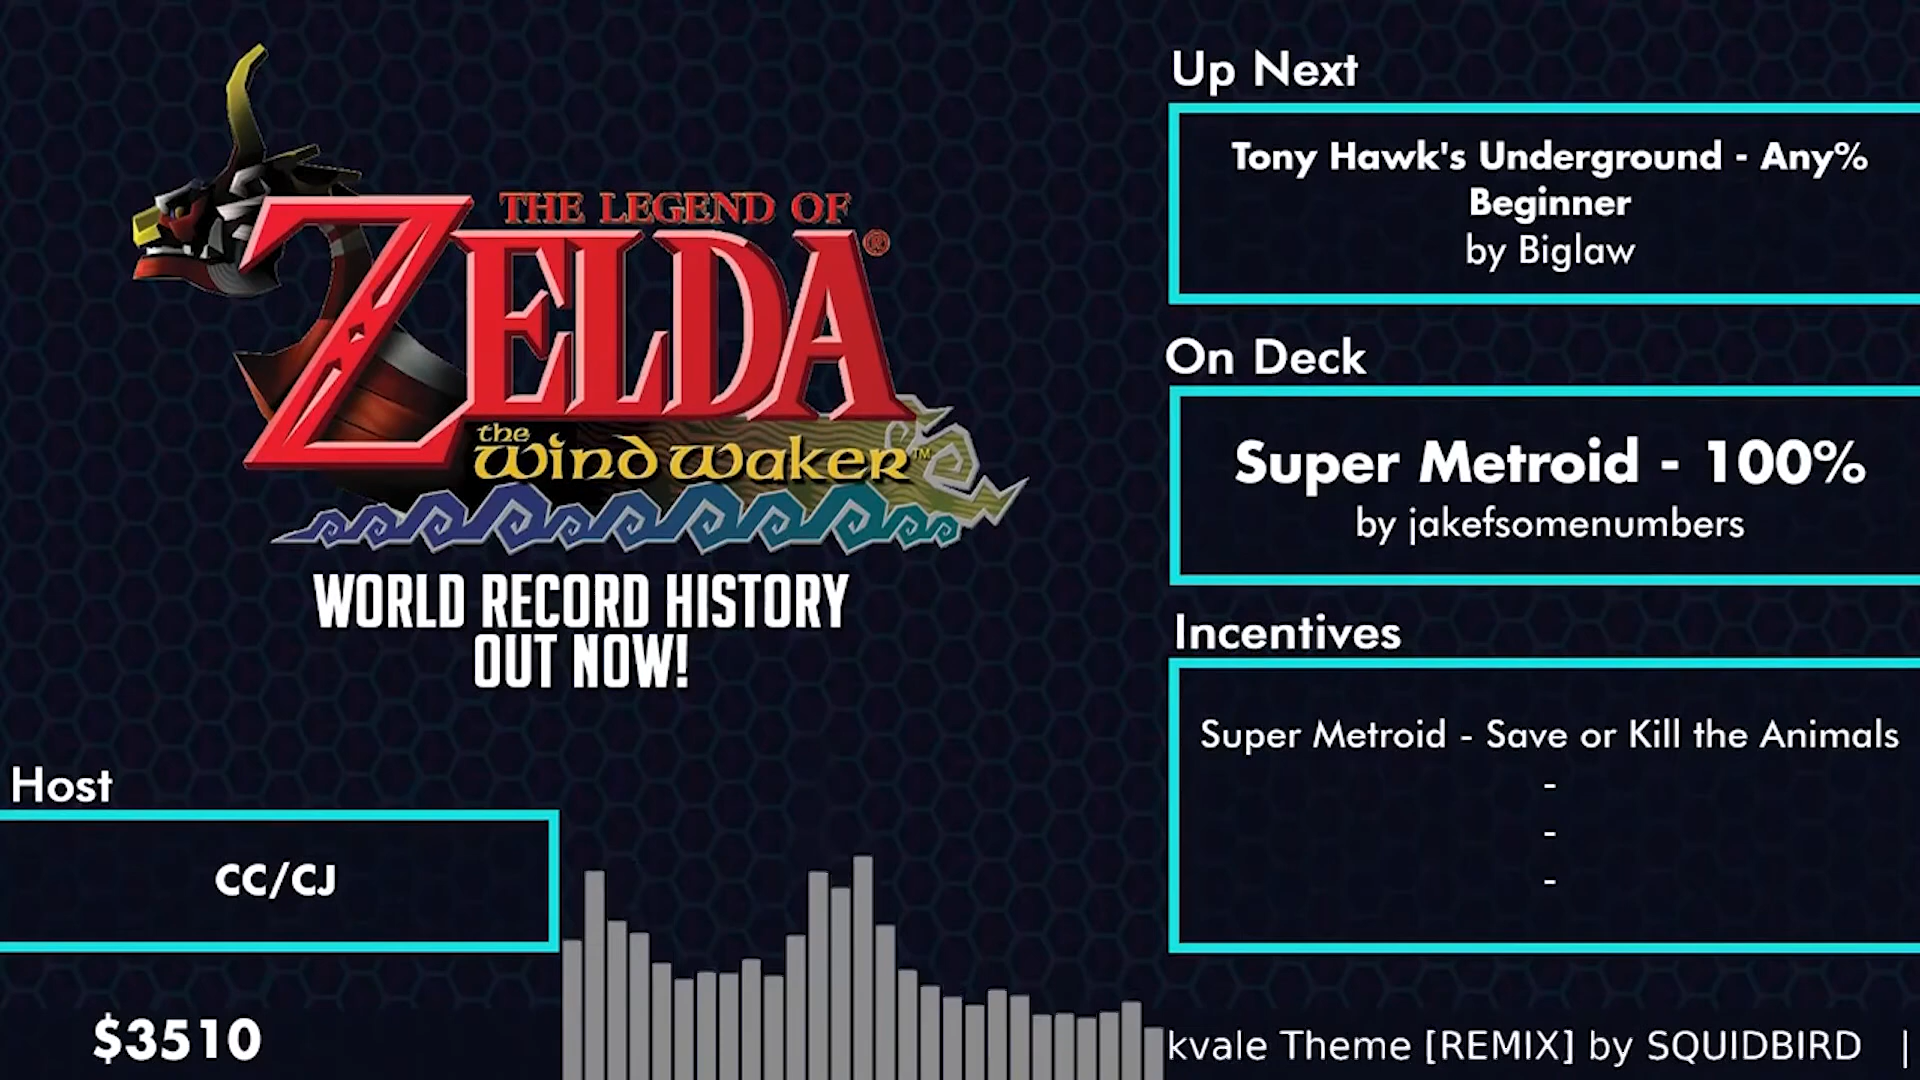 THE LEGEND OF
ZELDA®
the
Wind Waker™
WORLD RECORD HISTORY
OUT NOW!
Host
CC/CJ
$3510
Up Next
Tony Hawk's Underground - Any%
Beginner
by Biglaw
On Deck
Super Metroid - 100%
by jakefsomenumbers
Incentives
Super Metroid - Save or Kill the Animals
-
-
-
kvale Theme [REMIX] by SQUIDBIRD |